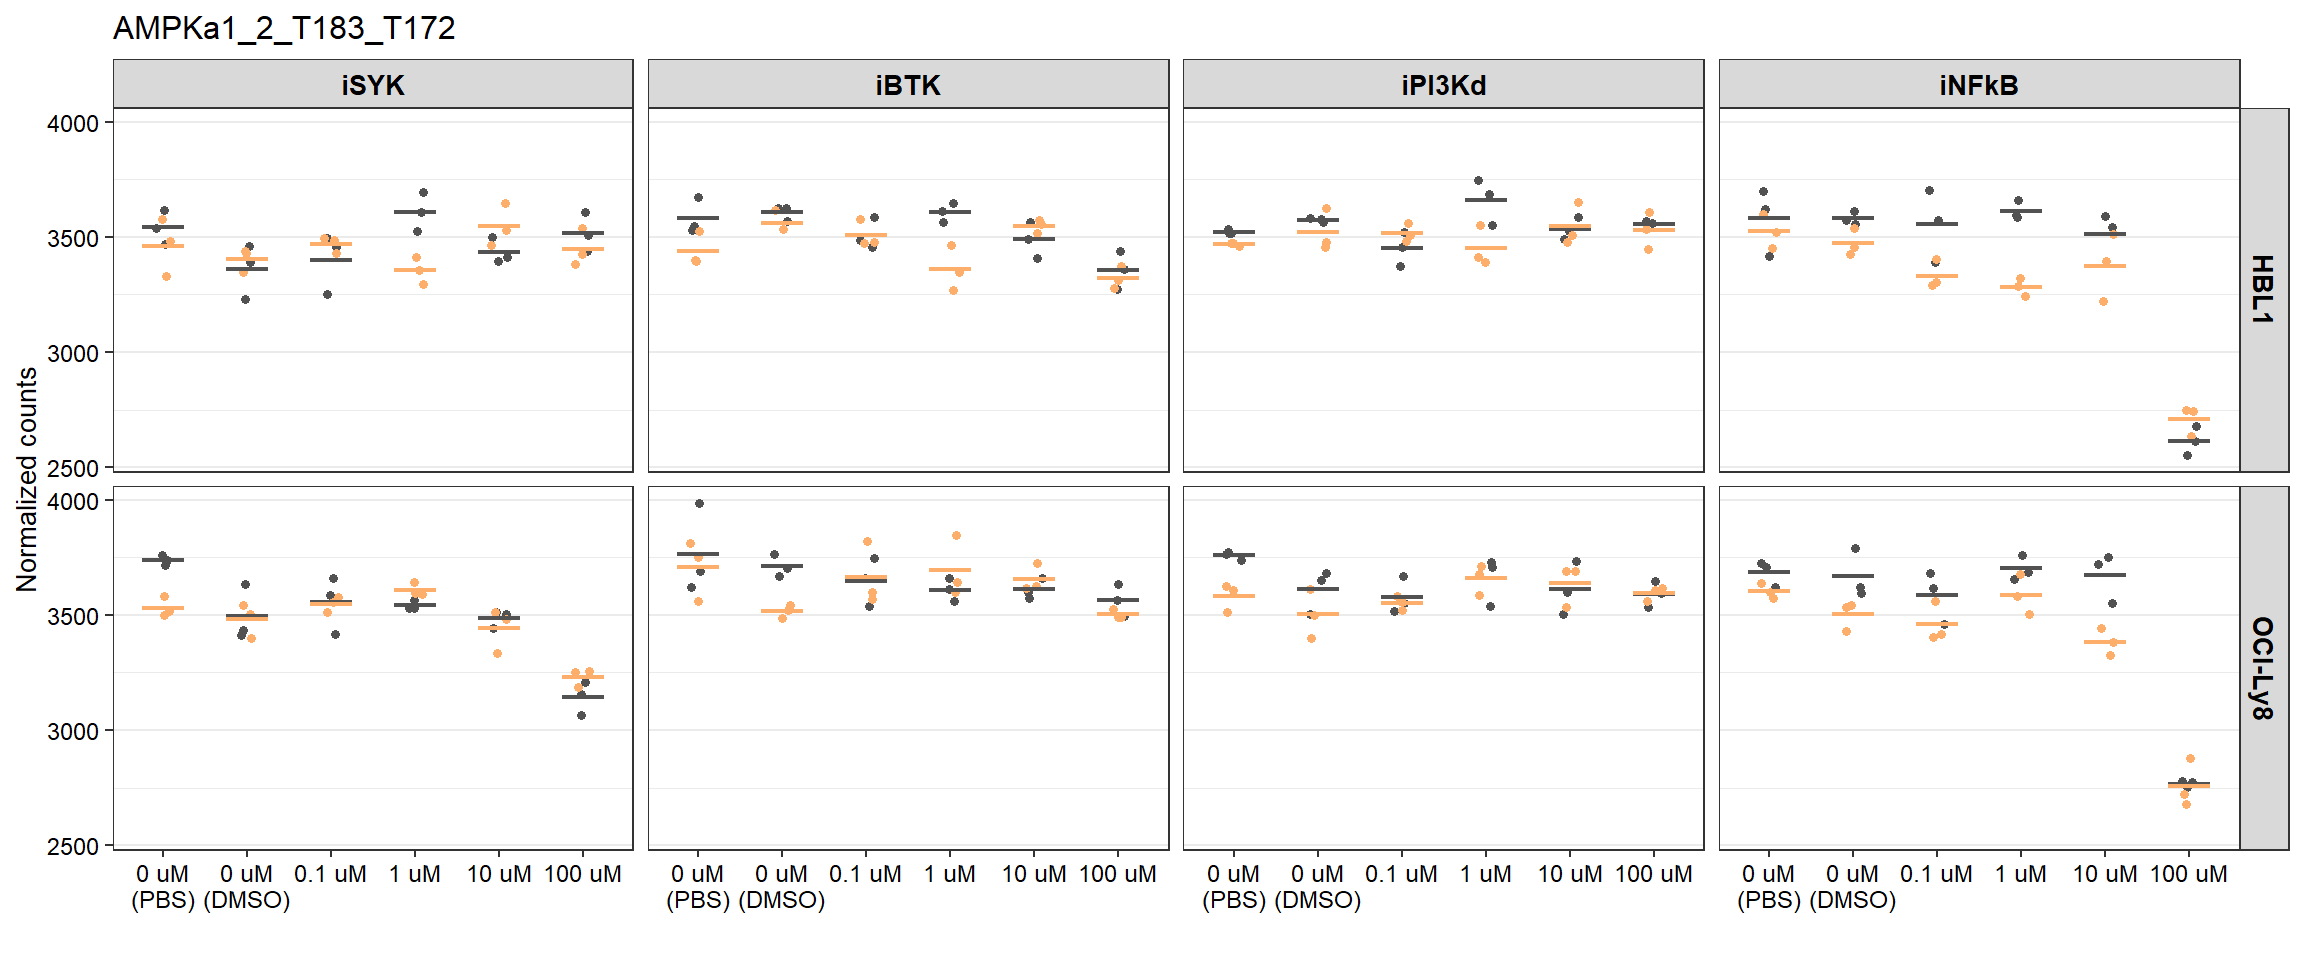 AMPKa1_2_T183_T172
iSYK
iBTK
iPI3Kd
iNFkB
Normalized counts
4000
3500
3000
2500
HBL1
4000
3500
3000
2500
OCI-Ly8
0 uM 0 uM 0.1 uM 1 uM 10 uM 100 uM
(PBS) (DMSO)
0 uM 0 uM 0.1 uM 1 uM 10 uM 100 uM
(PBS) (DMSO)
0 uM 0 uM 0.1 uM 1 uM 10 uM 100 uM
(PBS) (DMSO)
0 uM 0 uM 0.1 uM 1 uM 10 uM 100 uM
(PBS) (DMSO)